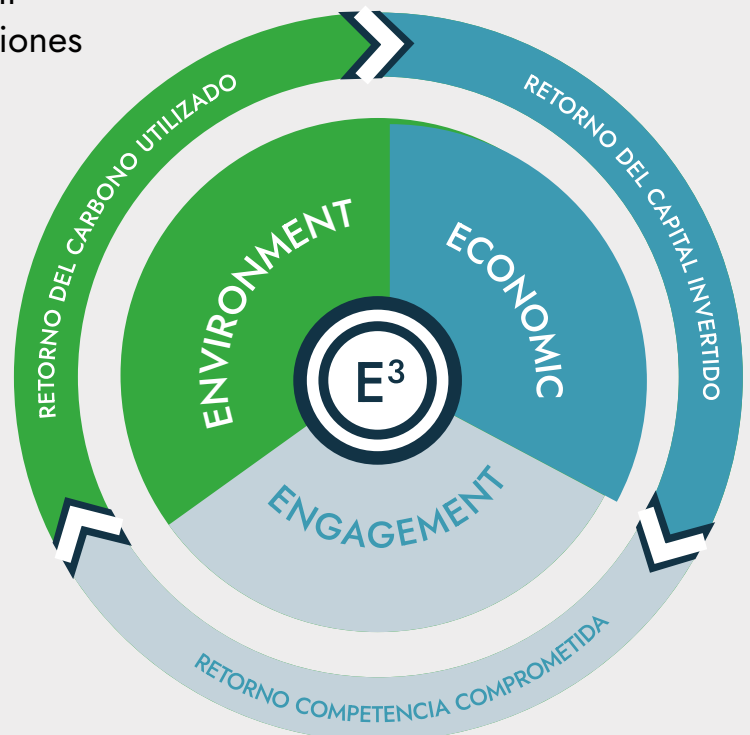 iones
RETORNO DEL CARBONO UTILIZADO
RETORNO DEL CAPITAL INVERTIDO
ENVIRONMENT
ECONOMIC
E³
ENGAGEMENT
RETORNO COMPETENCIA COMPROMETIDA